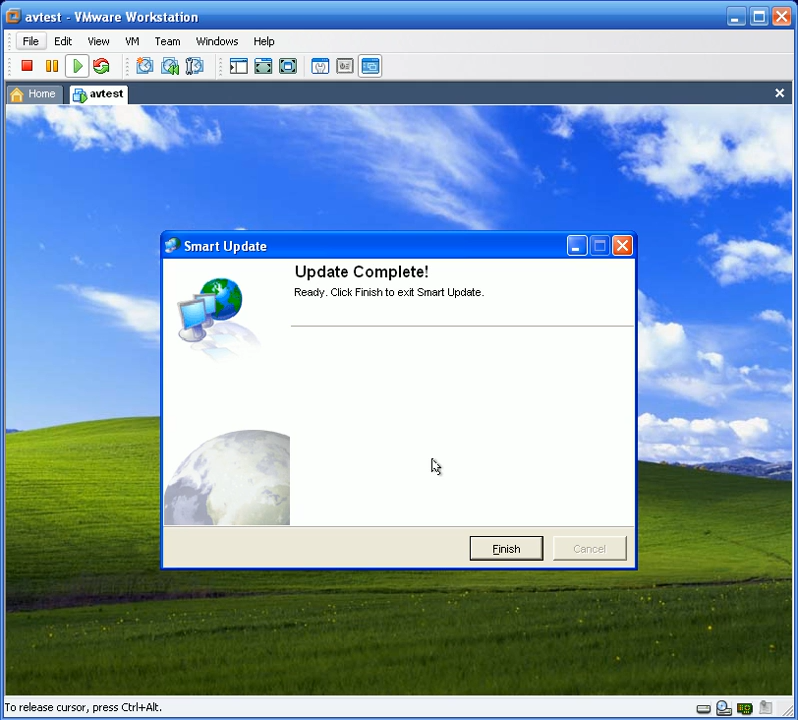 avtest - VMware Workstation
File Edit View VM Team Windows Help
Home avtest
Smart Update
Update Complete!
Ready. Click Finish to exit Smart Update.
Finish Cancel
To release cursor, press Ctrl+Alt.